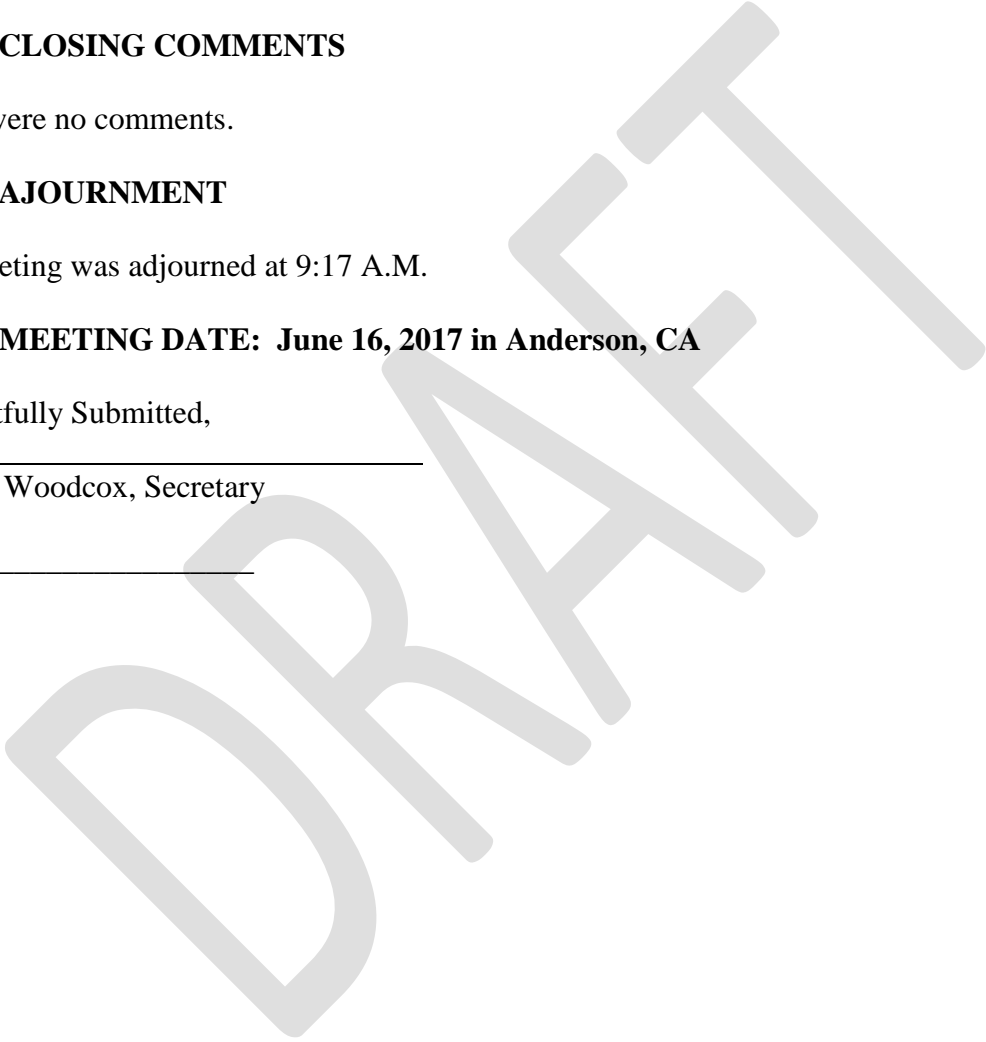 CLOSING COMMENTS
were no comments.
AJOURNMENT
eting was adjourned at 9:17 A.M.
MEETING DATE: June 16, 2017 in Anderson, CA
tfully Submitted,
Woodcox, Secretary
DRAFT